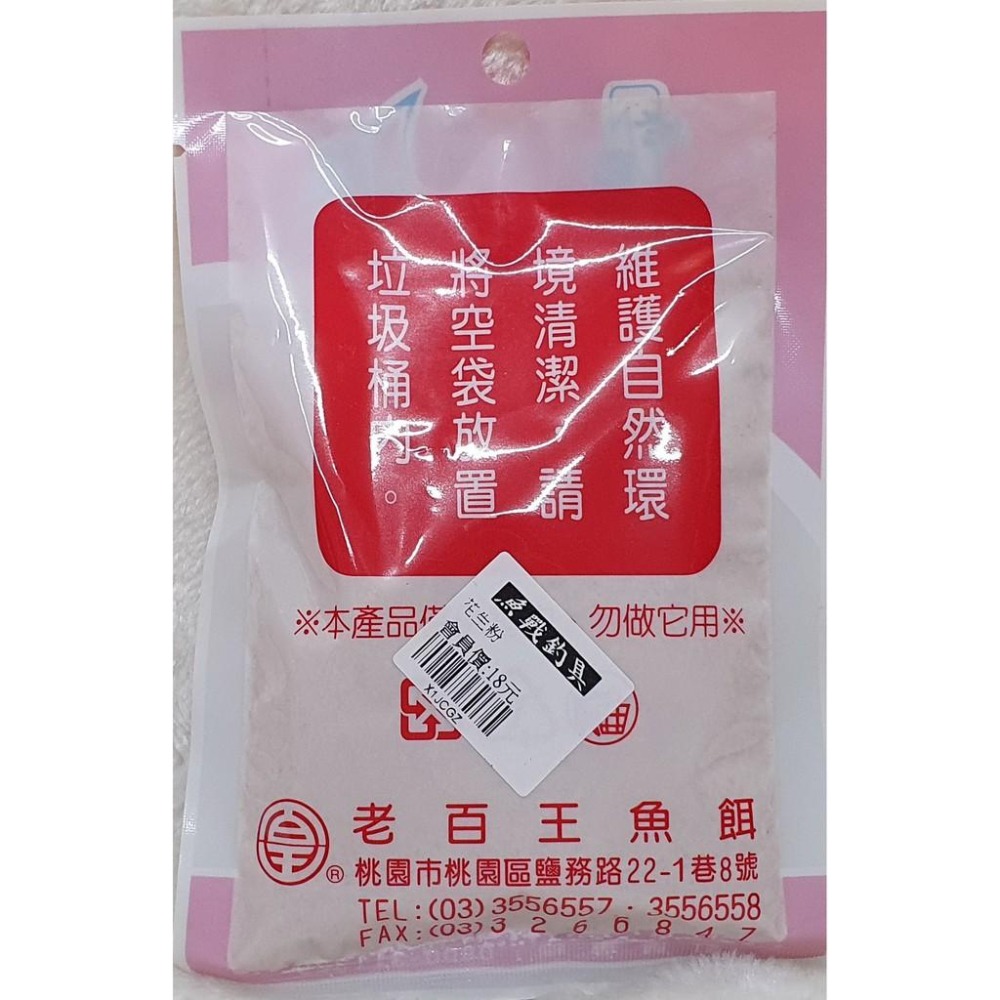 維護自然環
境清潔，請
將空袋放置
垃圾桶內。
※本產品僅
勿做它用※
魚戰釣具
花生粉
會員價:18元
X1JCGZ
老百王魚餌
® 桃園市桃園區鹽務路22-1巷8號
TEL:(03)3556557·3556558
FAX:(03)3266847